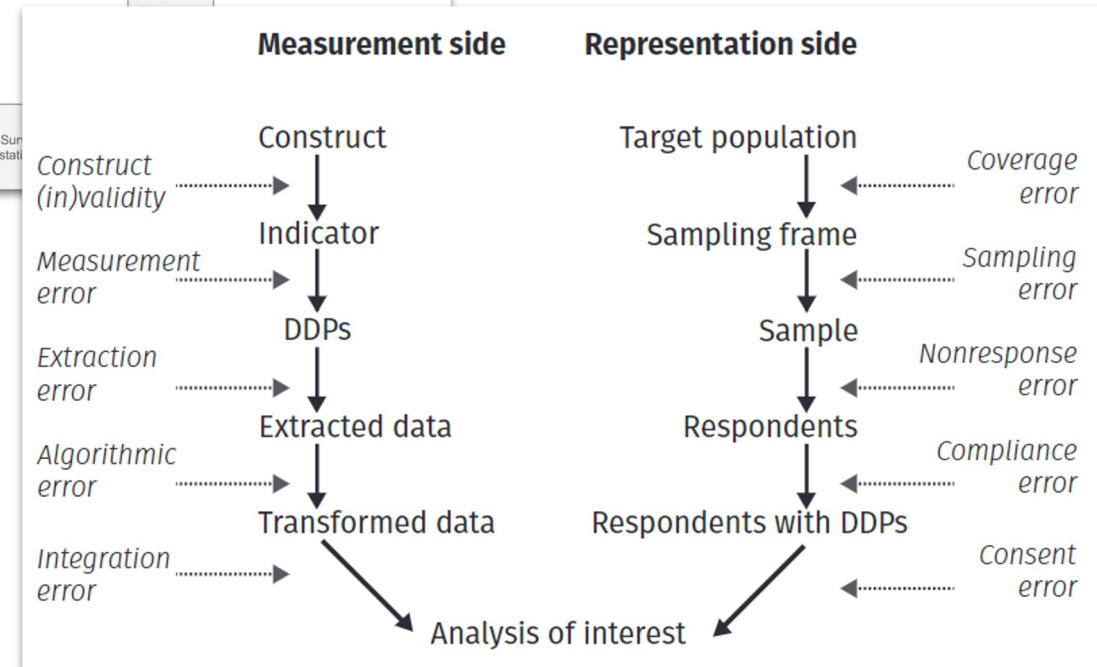 Measurement side
Representation side
Construct
Target population
Construct
(in)validity
Coverage
error
Indicator
Sampling frame
Measurement
error
Sampling
error
DDPs
Sample
Extraction
error
Nonresponse
error
Extracted data
Respondents
Algorithmic
error
Compliance
error
Transformed data
Respondents with DDPs
Integration
error
Consent
error
Analysis of interest